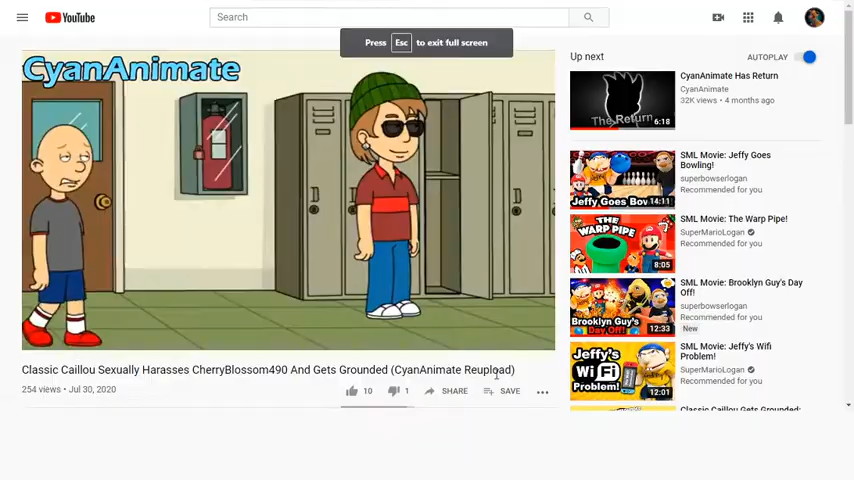 YouTube
Search
Press Esc to exit full screen
CyanAnimate
Classic Caillou Sexually Harasses CherryBlossom490 And Gets Grounded (CyanAnimate Reupload)
254 views • Jul 30, 2020
10
1
SHARE
SAVE
Up next
AUTOPLAY
The Return
6:18
CyanAnimate Has Return
CyanAnimate
32K views • 4 months ago
Jeffy Goes Bow
14:11
SML Movie: Jeffy Goes
Bowling!
superbowserlogan
Recommended for you
THE
WARP PIPE
8:05
SML Movie: The Warp Pipe!
SuperMarioLogan
Recommended for you
Brooklyn Guy's
Day Off!
12:33
SML Movie: Brooklyn Guy's Day
Off!
superbowserlogan
Recommended for you
New
Jeffy's
WiFi
Problem!
12:01
SML Movie: Jeffy's Wifi
Problem!
SuperMarioLogan
Recommended for you
Classic Caillou Gets Grounded: